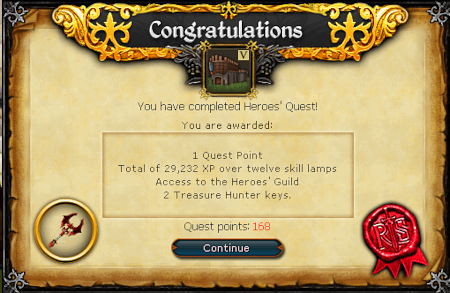 Congratulations
V
You have completed Heroes' Quest!
You are awarded:
1 Quest Point
Total of 29,232 XP over twelve skill lamps
Access to the Heroes' Guild
2 Treasure Hunter keys.
Quest points: 168
Continue
RS